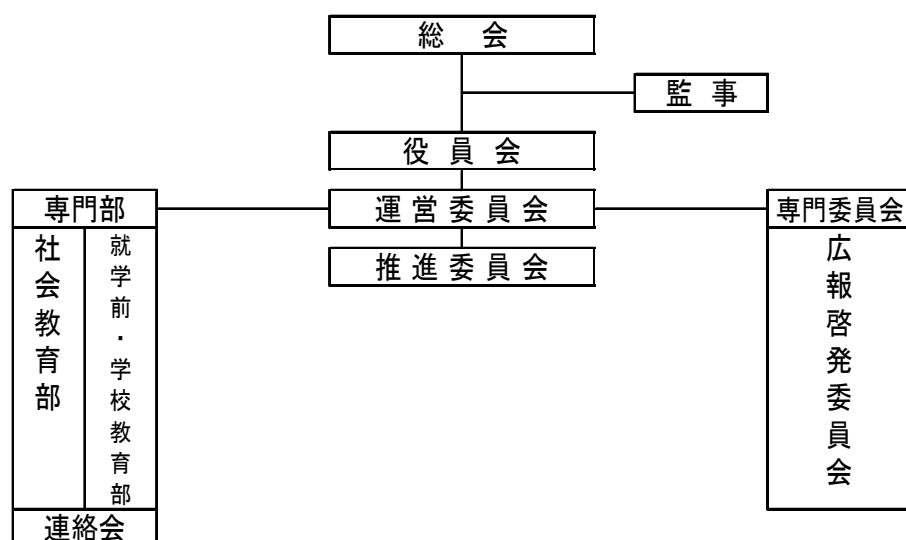 総会
監事
役員会
専門部
運営委員会
専門委員会
社会教育部
就学前・学校教育部
推進委員会
広報啓発委員会
連絡会